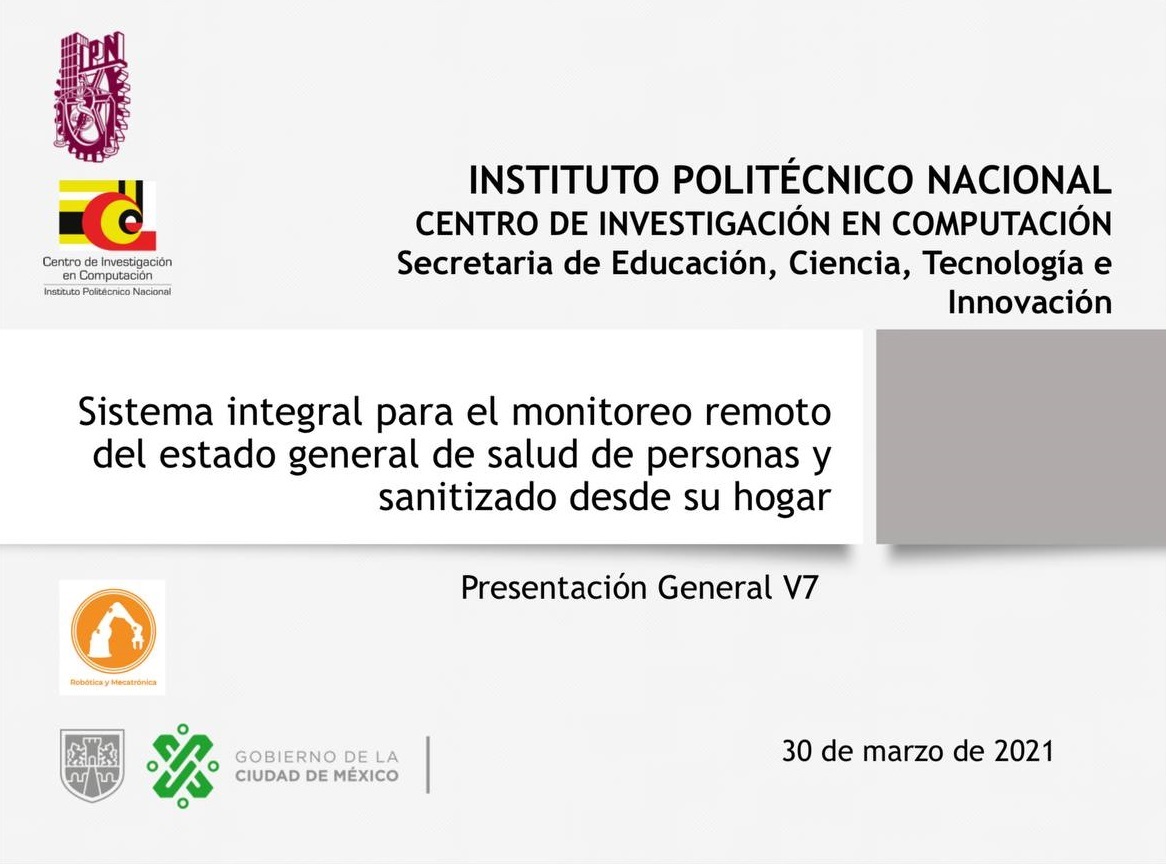 IPN
Centro de Investigación
en Computación
Instituto Politécnico Nacional
INSTITUTO POLITÉCNICO NACIONAL
CENTRO DE INVESTIGACIÓN EN COMPUTACIÓN
Secretaria de Educación, Ciencia, Tecnología e
Innovación
Sistema integral para el monitoreo remoto
del estado general de salud de personas y
sanitizado desde su hogar
Presentación General V7
Robótica y Mecatrónica
GOBIERNO DE LA
CIUDAD DE MÉXICO
30 de marzo de 2021